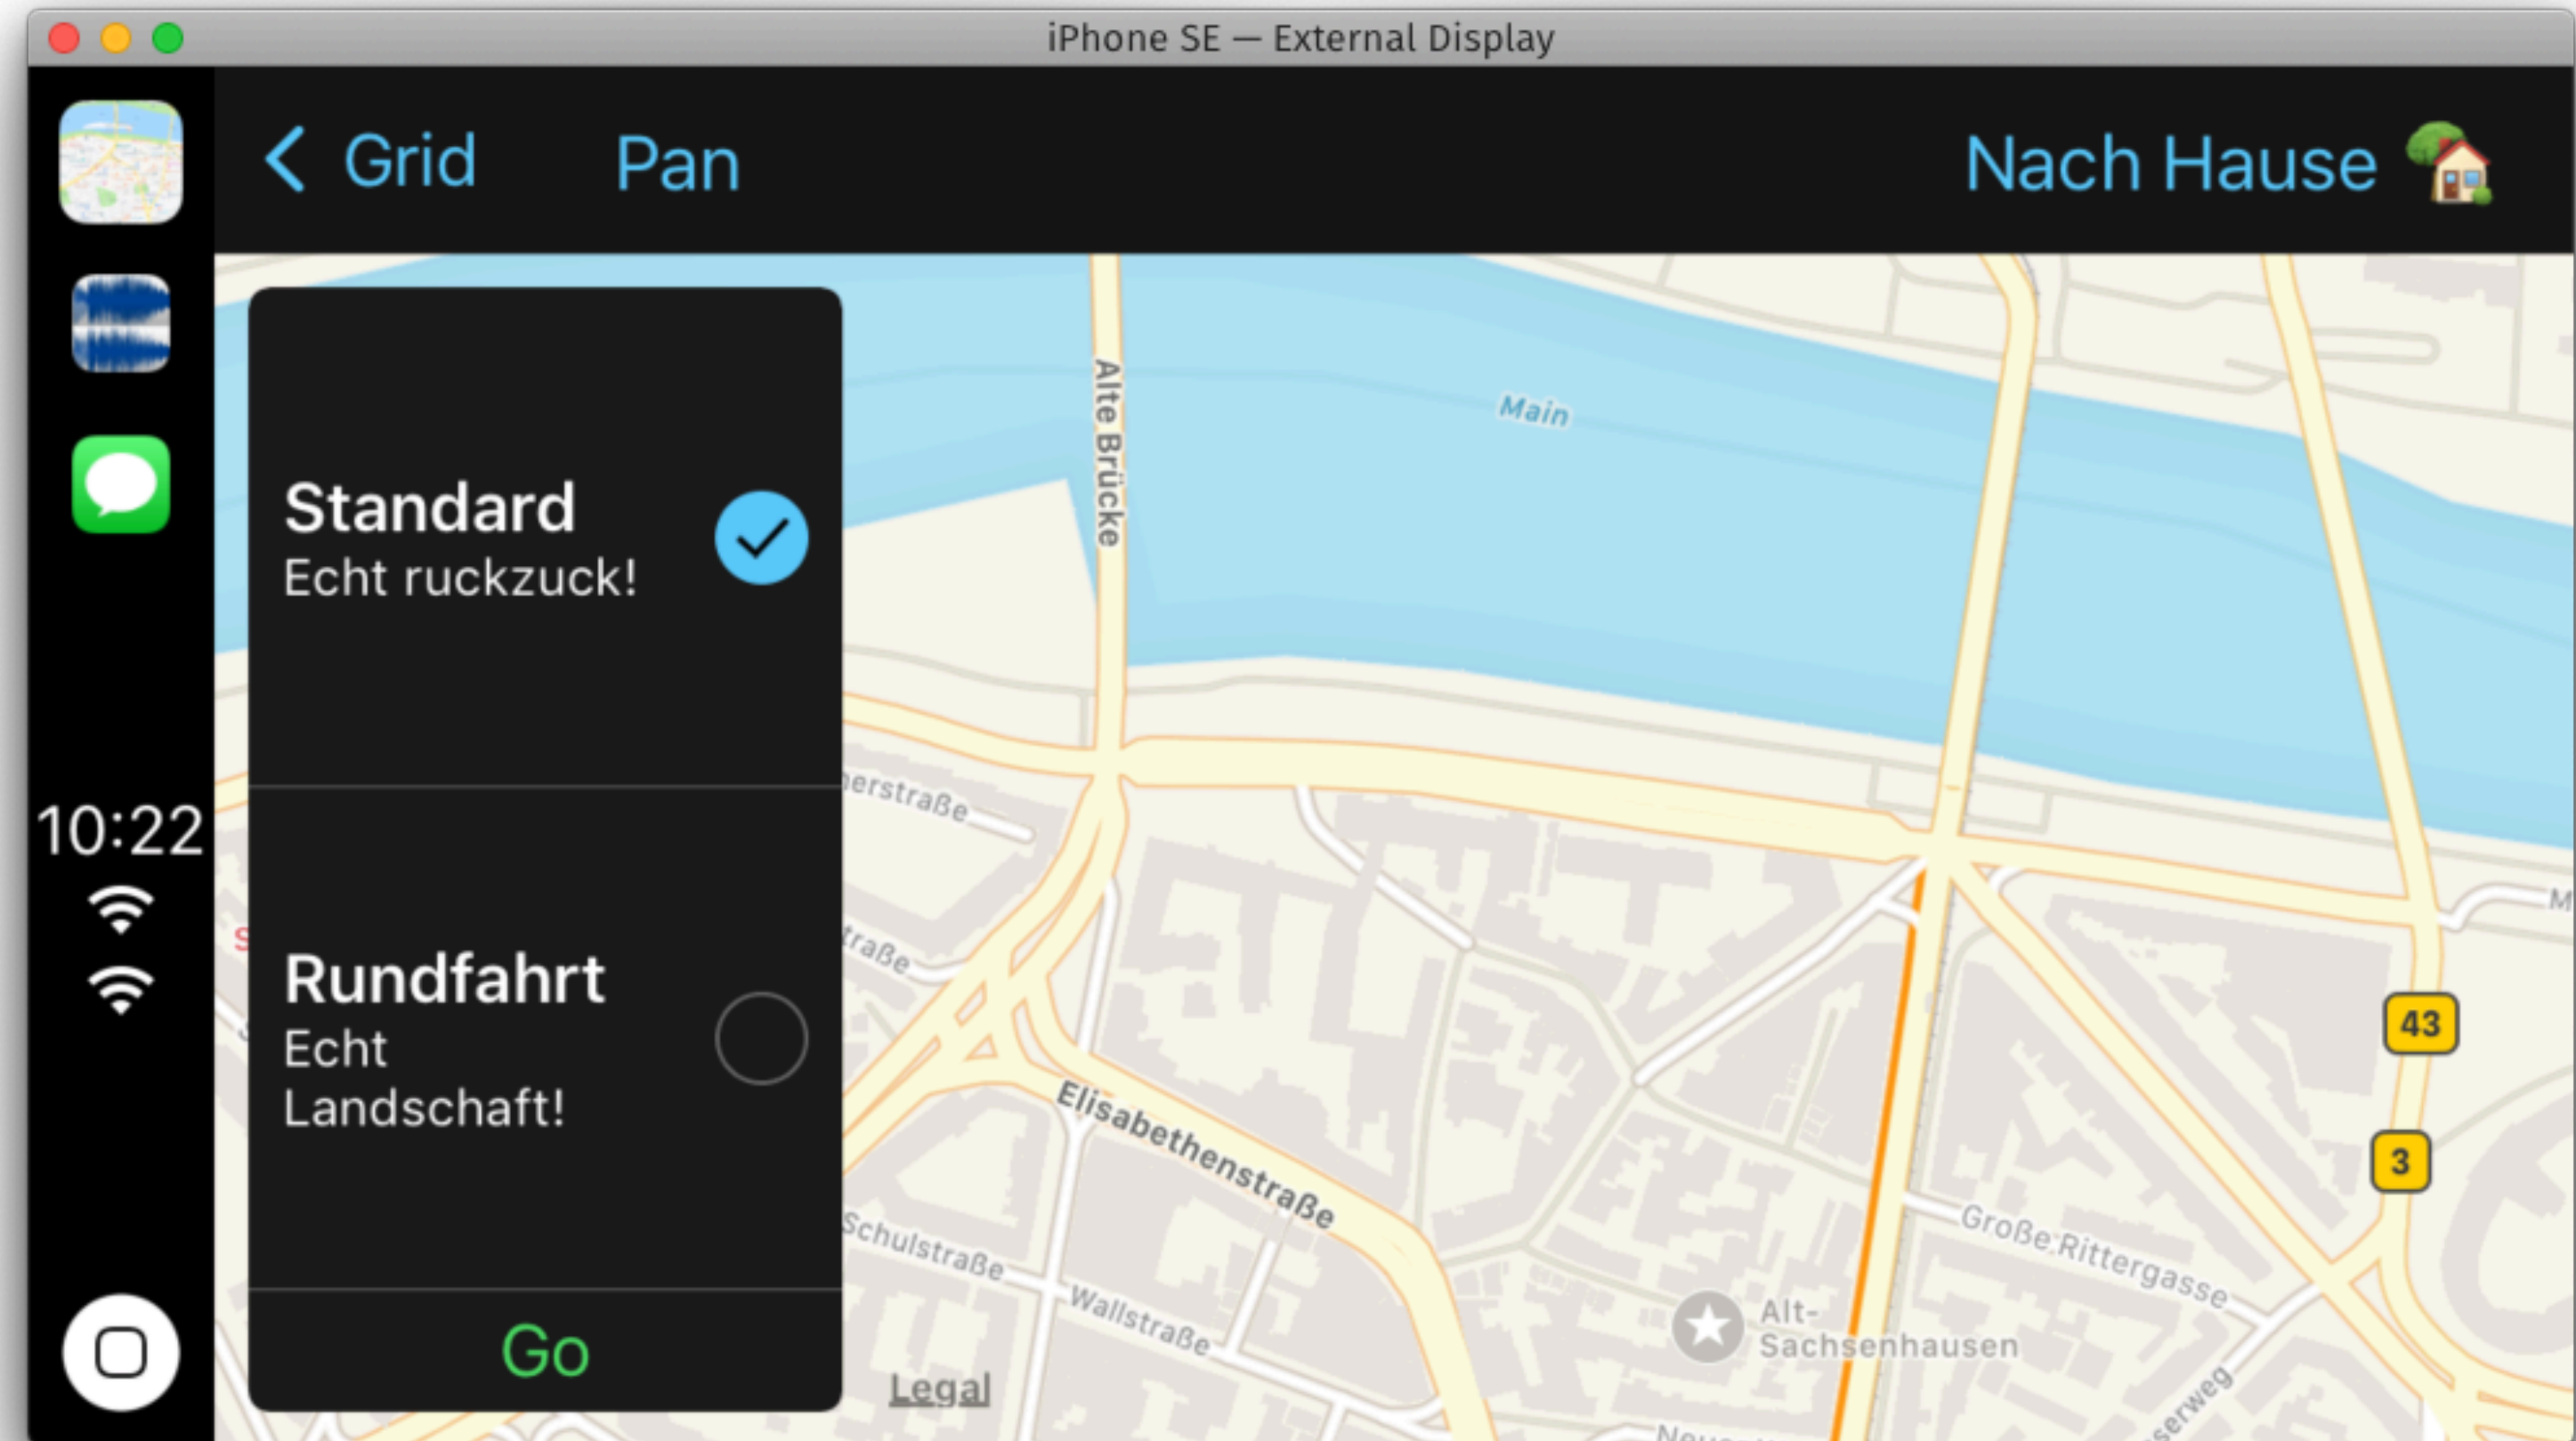 iPhone SE — External Display
Grid
Pan
Nach Hause
Standard
Echt ruckzuck!
Rundfahrt
Echt
Landschaft!
Go
10:22
Alte Brücke
Main
Elisabethenstraße
Schulstraße
Wallstraße
Große Rittergasse
Alt-
Sachsenhausen
43
3
Legal